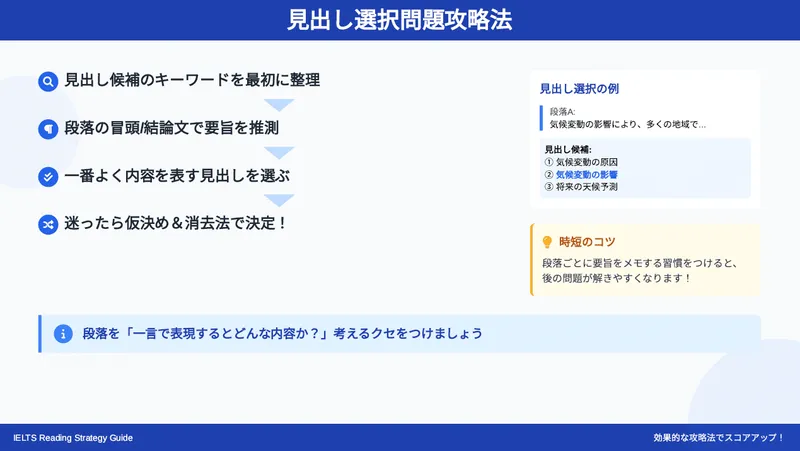 見出し選択問題攻略法
見出し候補のキーワードを最初に整理
段落の冒頭/結論文で要旨を推測
一番よく内容を表す見出しを選ぶ
迷ったら仮決め＆消去法で決定！
見出し選択の例
段落A:
気候変動の影響により、多くの地域で...
見出し候補:
① 気候変動の原因
② 気候変動の影響
③ 将来の天候予測
時短のコツ
段落ごとに要旨をメモする習慣をつけると、
後の問題が解きやすくなります！
段落を「一言で表現するとどんな内容か？」考えるクセをつけましょう
IELTS Reading Strategy Guide
効果的な攻略法でスコアアップ！